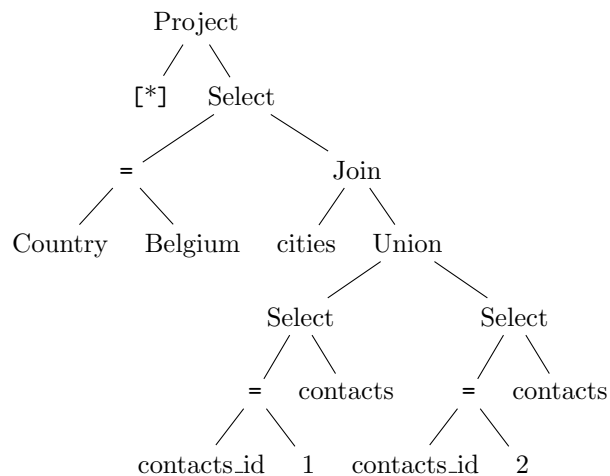 Project
[*] Select
= Join
Country Belgium cities Union
Select Select
= contacts = contacts
contacts_id 1 contacts_id 2